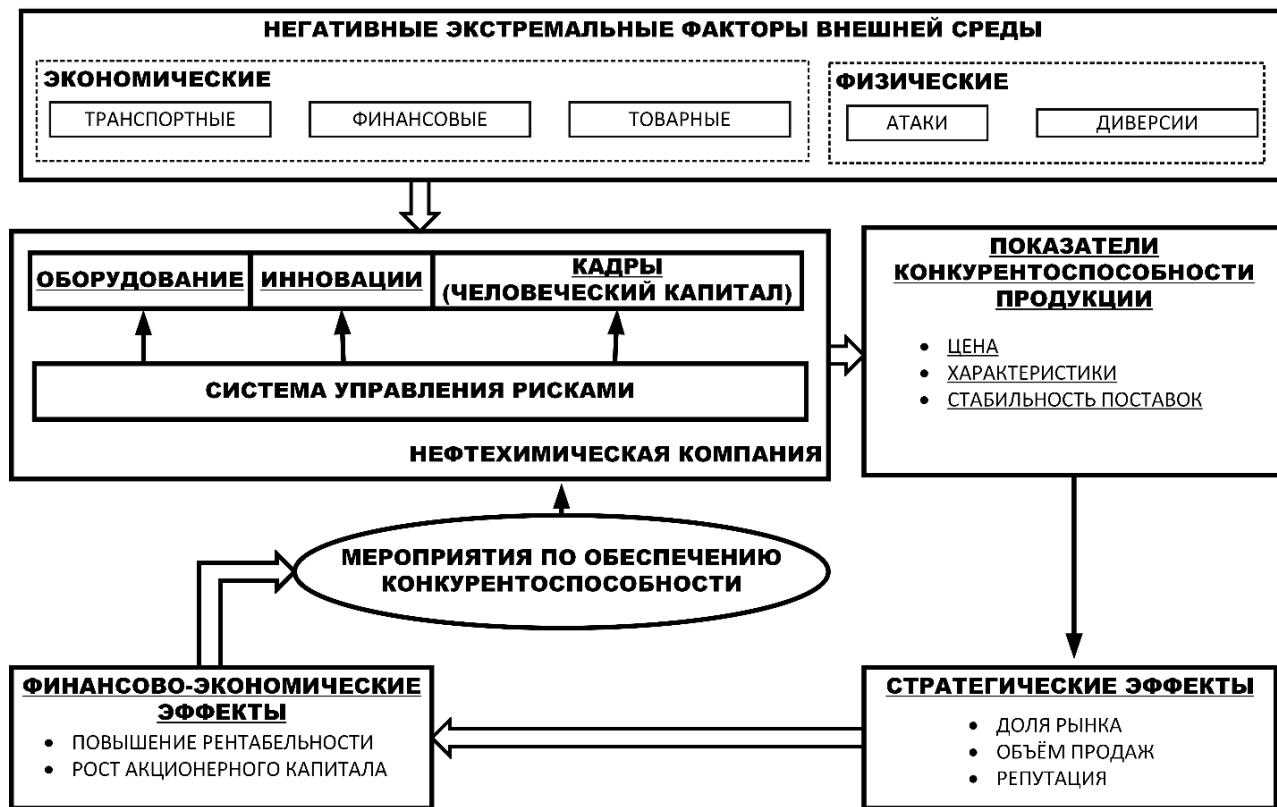 НЕГАТИВНЫЕ ЭКСТРЕМАЛЬНЫЕ ФАКТОРЫ ВНЕШНЕЙ СРЕДЫ
ЭКОНОМИЧЕСКИЕ
ТРАНСПОРТНЫЕ
ФИНАНСОВЫЕ
ТОВАРНЫЕ
ФИЗИЧЕСКИЕ
АТАКИ
ДИВЕРСИИ
ОБОРУДОВАНИЕ
ИННОВАЦИИ
КАДРЫ
(ЧЕЛОВЕЧЕСКИЙ КАПИТАЛ)
СИСТЕМА УПРАВЛЕНИЯ РИСКАМИ
НЕФТЕХИМИЧЕСКАЯ КОМПАНИЯ
ПОКАЗАТЕЛИ
КОНКУРЕНТОСПОСОБНОСТИ
ПРОДУКЦИИ
• ЦЕНА
• ХАРАКТЕРИСТИКИ
• СТАБИЛЬНОСТЬ ПОСТАВОК
МЕРОПРИЯТИЯ ПО ОБЕСПЕЧЕНИЮ
КОНКУРЕНТОСПОСОБНОСТИ
ФИНАНСОВО-ЭКОНОМИЧЕСКИЕ
ЭФФЕКТЫ
• ПОВЫШЕНИЕ РЕНТАБЕЛЬНОСТИ
• РОСТ АКЦИОНЕРНОГО КАПИТАЛА
СТРАТЕГИЧЕСКИЕ ЭФФЕКТЫ
• ДОЛЯ РЫНКА
• ОБЪЁМ ПРОДАЖ
• РЕПУТАЦИЯ